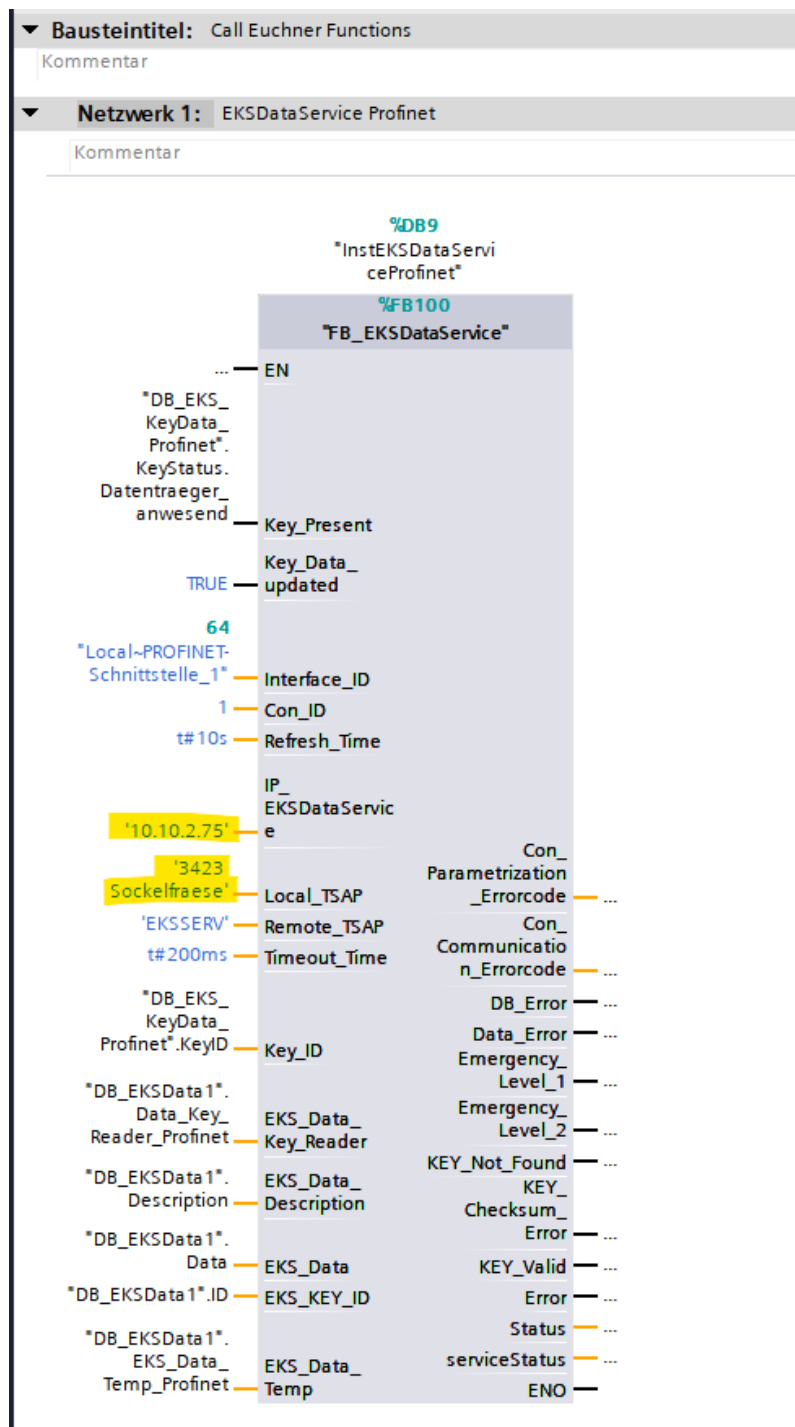 Bausteintitel: Call Euchner Functions
Kommentar
Netzwerk 1: EKSDataService Profinet
Kommentar
%DB9
"InstEKSDataServi
ceProfinet"
%FB100
"FB_EKSDataService"
... EN
"DB_EKS_
KeyData_
Profinet".
KeyStatus.
Datentraeger_
anwesend
Key_Present
Key_Data_
TRUE updated
64
"Local~PROFINET-
Schnittstelle_1"
Interface_ID
1 Con_ID
t#10s Refresh_Time
IP_
EKSDataServic
'10.10.2.75' e
'3423
Sockelfraese' Local_TSAP
'EKSSERV' Remote_TSAP
t#200ms Timeout_Time
"DB_EKS_
KeyData_
Profinet".KeyID Key_ID
"DB_EKSData1".
Data_Key_
Reader_Profinet
EKS_Data_
Key_Reader
"DB_EKSData1".
Description
EKS_Data_
Description
"DB_EKSData1".
Data EKS_Data
"DB_EKSData1".ID EKS_KEY_ID
"DB_EKSData1".
EKS_Data_
Temp_Profinet
EKS_Data_
Temp
Con_
Parametrization
_Errorcode ...
Con_
Communicatio
n_Errorcode ...
DB_Error ...
Data_Error ...
Emergency_
Level_1 ...
Emergency_
Level_2 ...
KEY_Not_Found ...
KEY_
Checksum_
Error ...
KEY_Valid ...
Error ...
Status ...
serviceStatus ...
ENO